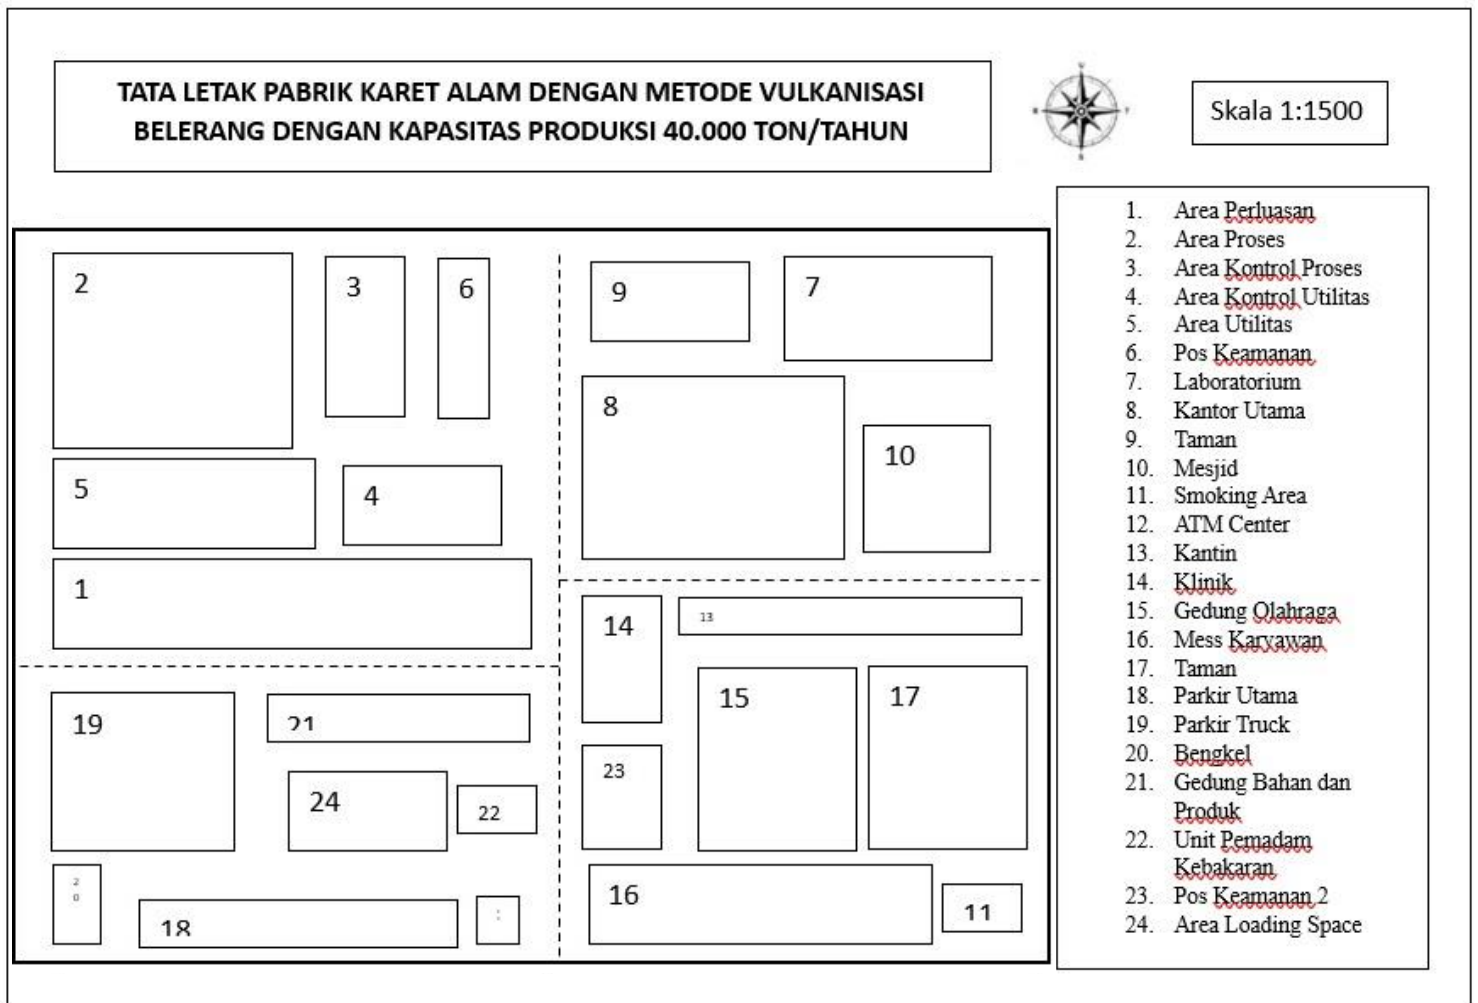 TATA LETAK PABRIK KARET ALAM DENGAN METODE VULKANISASI
BELERANG DENGAN KAPASITAS PRODUKSI 40.000 TON/TAHUN
Skala 1:1500
1. Area Perluasan
2. Area Proses
3. Area Kontrol Proses
4. Area Kontrol Utilitas
5. Area Utilitas
6. Pos Keamanan
7. Laboratorium
8. Kantor Utama
9. Taman
10. Mesjid
11. Smoking Area
12. ATM Center
13. Kantin
14. Klinik
15. Gedung Olahraga
16. Mess Karyawan
17. Taman
18. Parkir Utama
19. Parkir Truck
20. Bengkel
21. Gedung Bahan dan
Produk
22. Unit Pemadam
Kebakaran
23. Pos Keamanan 2
24. Area Loading Space
2
3
6
9
7
8
10
5
4
1
14
13
15
17
19
21
24
22
23
2
0
18
16
11